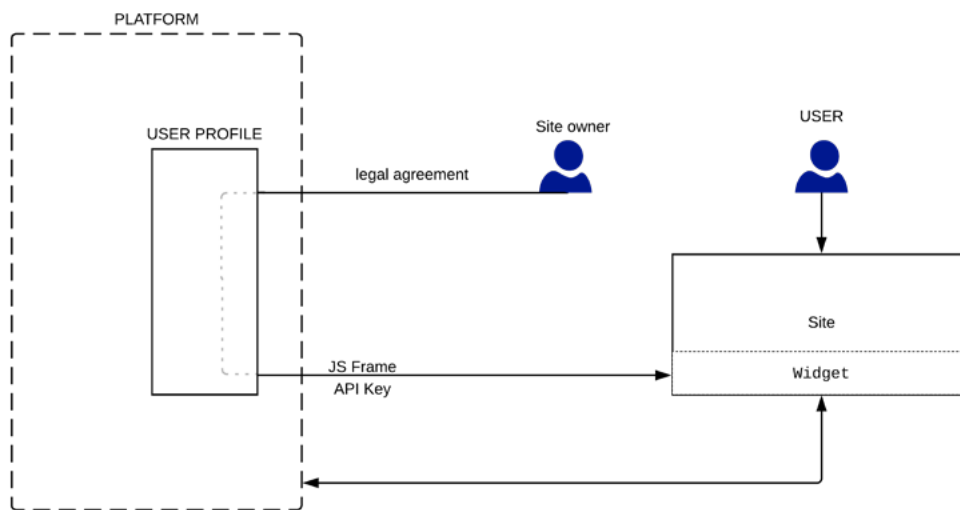 PLATFORM
USER PROFILE
Site owner
USER
legal agreement
Site
JS Frame
API Key
Widget